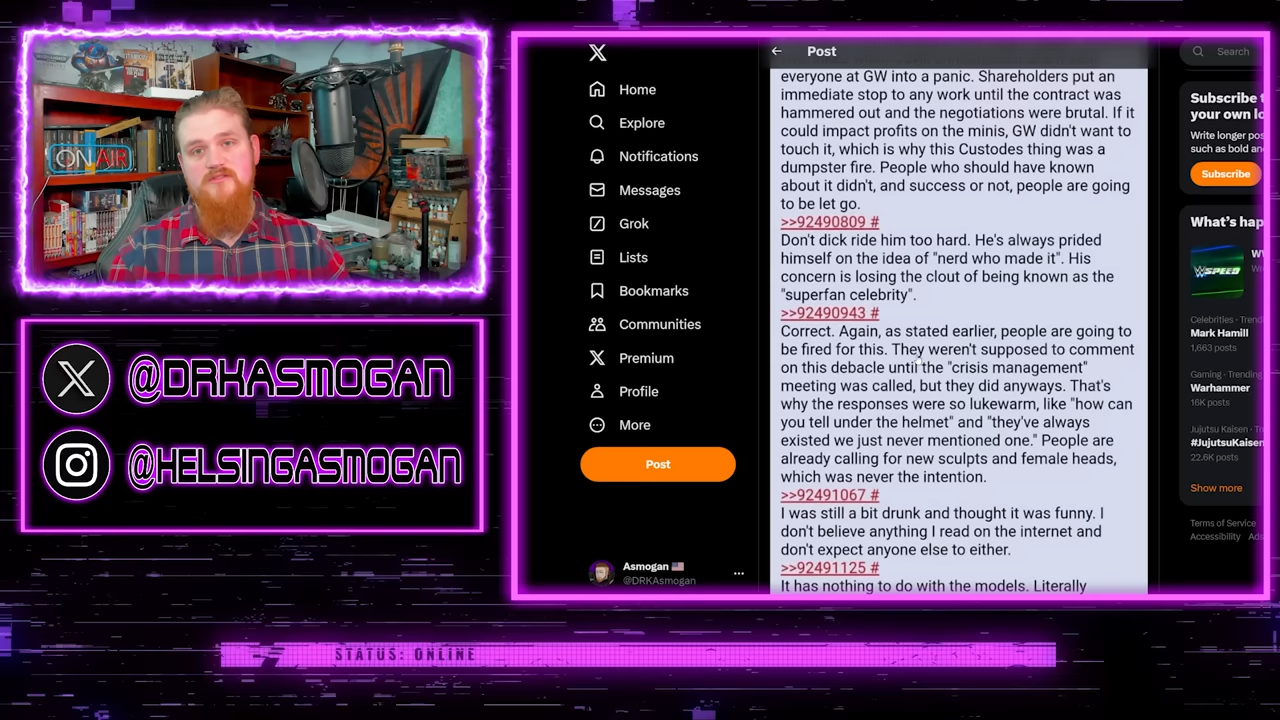 ON AIR
@DRKASMOGAN
@HELSINGASMOGAN
STATUS: ONLINE
Home
Explore
Notifications
Messages
Grok
Lists
Bookmarks
Communities
Premium
Profile
More
Post
Asmogan
@DRKAsmogan
Post
everyone at GW into a panic. Shareholders put an
immediate stop to any work until the contract was
hammered out and the negotiations were brutal. If it
could impact profits on the minis, GW didn't want to
touch it, which is why this Custodes thing was a
dumpster fire. People who should have known
about it didn't, and success or not, people are going
to be let go.
>>92490809 #
Don't dick ride him too hard. He's always prided
himself on the idea of "nerd who made it". His
concern is losing the clout of being known as the
"superfan celebrity".
>>92490943 #
Correct. Again, as stated earlier, people are going to
be fired for this. They weren't supposed to comment
on this debacle until the "crisis management"
meeting was called, but they did anyways. That's
why the responses were so lukewarm, like "how can
you tell under the helmet" and "they've always
existed we just never mentioned one." People are
already calling for new sculpts and female heads,
which was never the intention.
>>92491067 #
I was still a bit drunk and thought it was funny. I
don't believe anything I read on the internet and
don't expect anyone else to either.
>>92491125 #
It has nothing to do with the models. Literally
Search
Subscribe t
your own lo
Write longer pos
such as bold an
Subscribe
What's hap
SPEED
Celebrities · Trend
Mark Hamill
1,663 posts
Gaming · Trending
Warhammer
16K posts
Jujutsu Kaisen ·
#JujutsuKaisen
22.6K posts
Show more
Terms of Service
Accessibility Ads